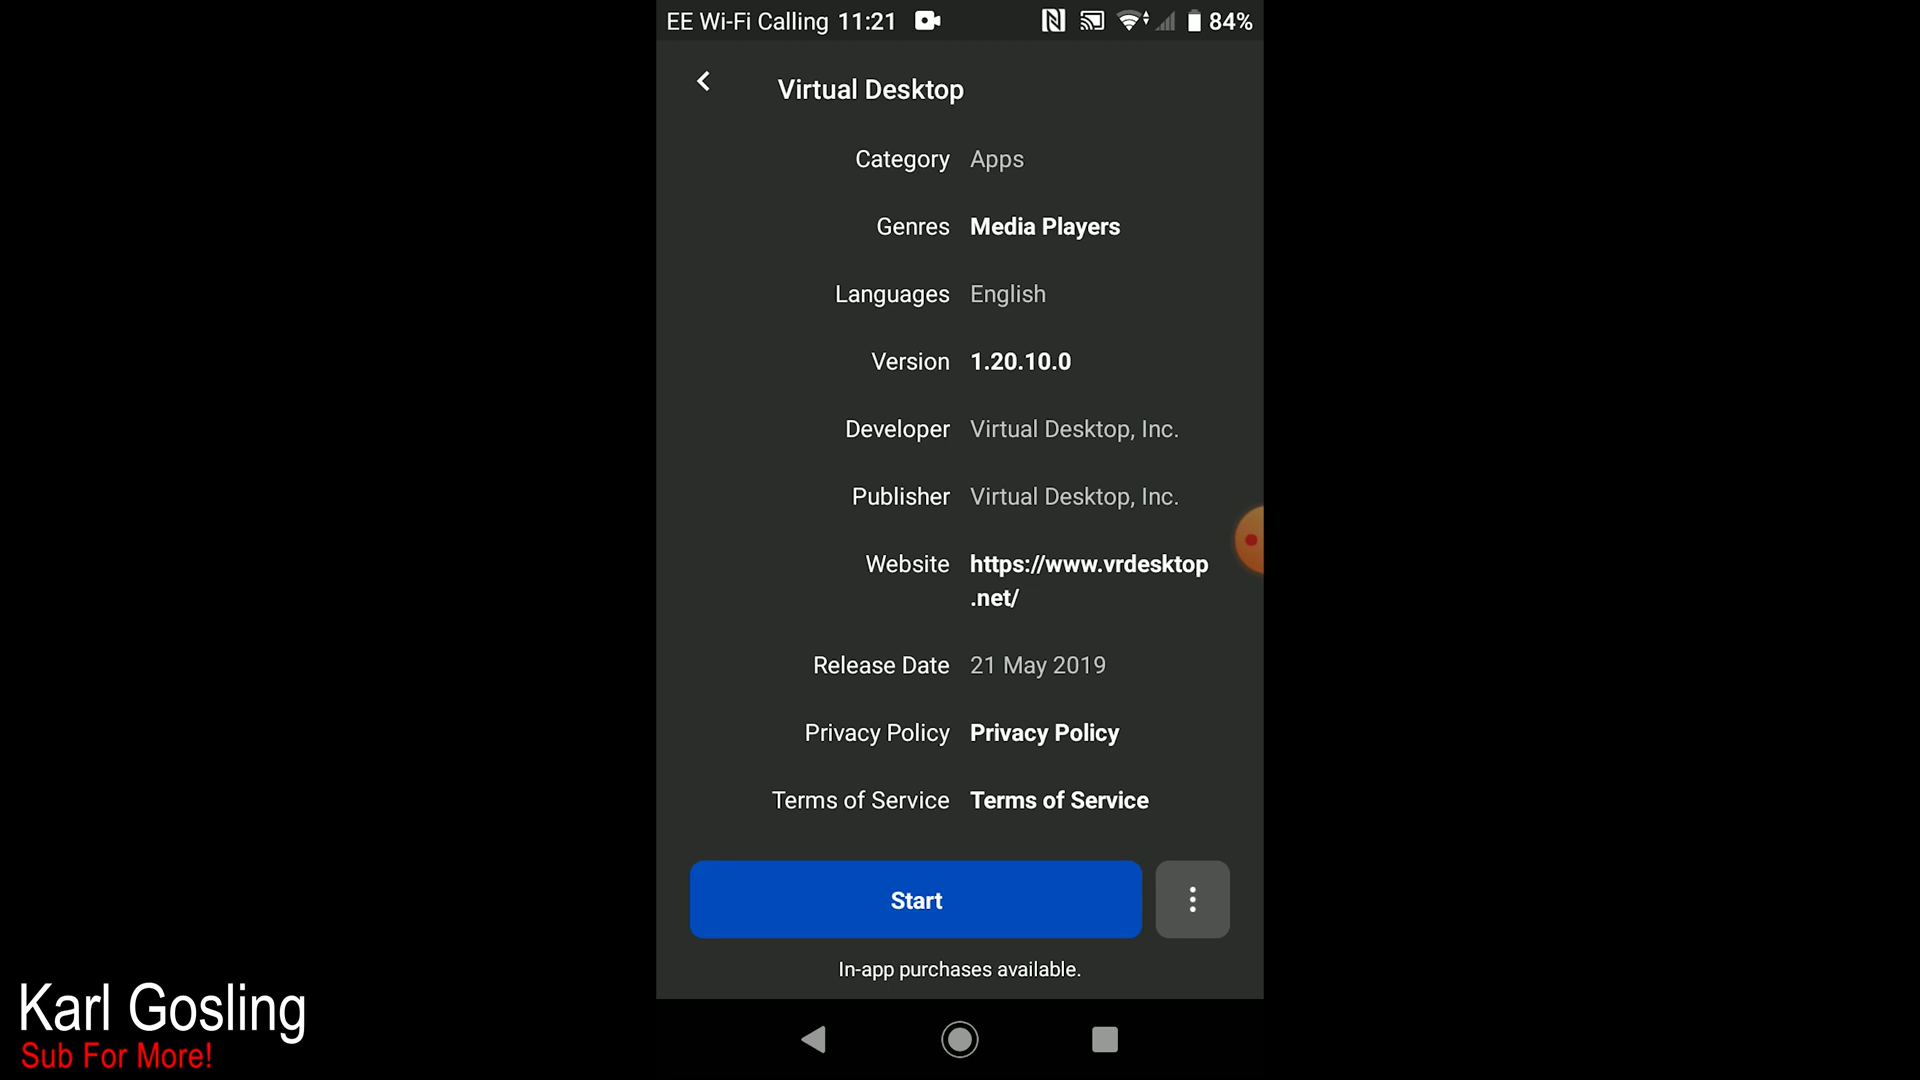 EE Wi-Fi Calling 11:21 84%
Virtual Desktop
Category Apps
Genres Media Players
Languages English
Version 1.20.10.0
Developer Virtual Desktop, Inc.
Publisher Virtual Desktop, Inc.
Website https://www.vrdesktop
.net/
Release Date 21 May 2019
Privacy Policy Privacy Policy
Terms of Service Terms of Service
Start
In-app purchases available.
Karl Gosling
Sub For More!